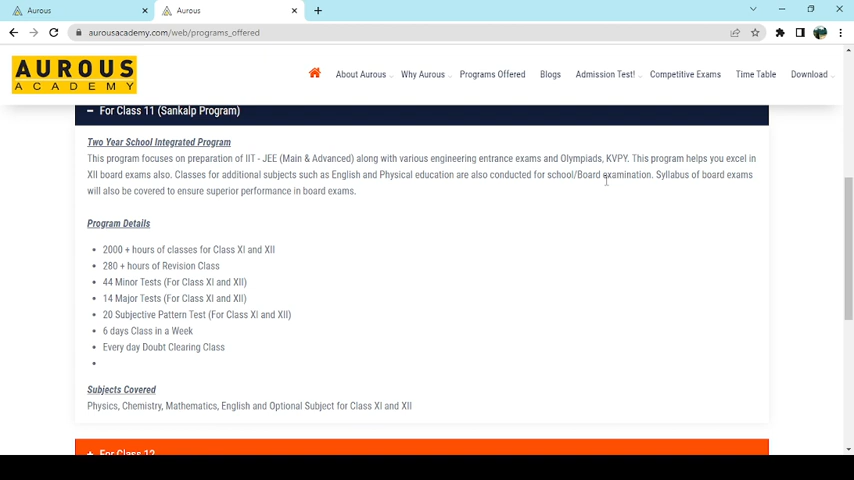 Aurous
Aurous
aurousacademy.com/web/programs_offered
AUROUS
ACADEMY
About Aurous
Why Aurous
Programs Offered
Blogs
Admission Test!
Competitive Exams
Time Table
Download
For Class 11 (Sankalp Program)
Two Year School Integrated Program
This program focuses on preparation of IIT - JEE (Main & Advanced) along with various engineering entrance exams and Olympiads, KVPY. This program helps you excel in
XII board exams also. Classes for additional subjects such as English and Physical education are also conducted for school/Board examination. Syllabus of board exams
will also be covered to ensure superior performance in board exams.
Program Details
2000 + hours of classes for Class XI and XII
280 + hours of Revision Class
44 Minor Tests (For Class XI and XII)
14 Major Tests (For Class XI and XII)
20 Subjective Pattern Test (For Class XI and XII)
6 days Class in a Week
Every day Doubt Clearing Class
Subjects Covered
Physics, Chemistry, Mathematics, English and Optional Subject for Class XI and XII
+ For Class 12